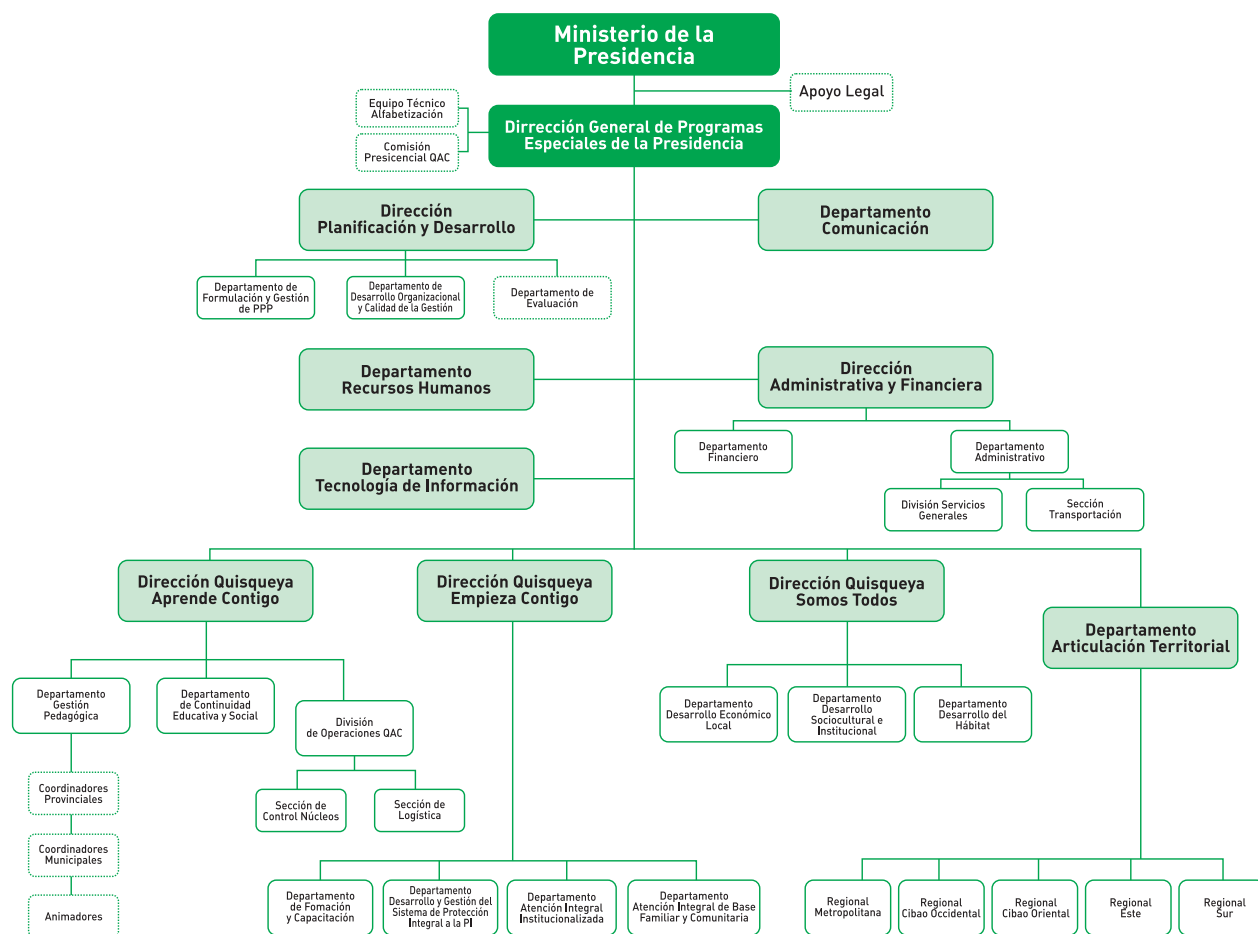 Ministerio de la
Presidencia
Apoyo Legal
Equipo Técnico
Alfabetización
Comisión
Presicencial QAC
Dirrección General de Programas
Especiales de la Presidencia
Dirección
Planificación y Desarrollo
Departamento
Comunicación
Departamento de
Formulación y Gestión
de PPP
Departamento de
Desarrollo Organizacional
y Calidad de la Gestión
Departamento de
Evaluación
Departamento
Recursos Humanos
Dirección
Administrativa y Financiera
Departamento
Financiero
Departamento
Administrativo
Departamento
Tecnología de Información
División Servicios
Generales
Sección
Transportación
Dirección Quisqueya
Aprende Contigo
Dirección Quisqueya
Empieza Contigo
Dirección Quisqueya
Somos Todos
Departamento
Articulación Territorial
Departamento
Gestión
Pedagógica
Departamento
de Continuidad
Educativa y Social
División
de Operaciones QAC
Departamento
Desarrollo Económico
Local
Departamento
Desarrollo
Sociocultural e
Institucional
Departamento
Desarrollo del
Hábitat
Coordinadores
Provinciales
Sección de
Control Núcleos
Sección de
Logística
Coordinadores
Municipales
Animadores
Departamento
de Fomación
y Capacitación
Departamento
Desarrollo y Gestión del
Sistema de Protección
Integral a la PI
Departamento
Atención Integral
Institucionalizada
Departamento
Atención Integral de Base
Familiar y Comunitaria
Regional
Metropolitana
Regional
Cibao Occidental
Regional
Cibao Oriental
Regional
Este
Regional
Sur